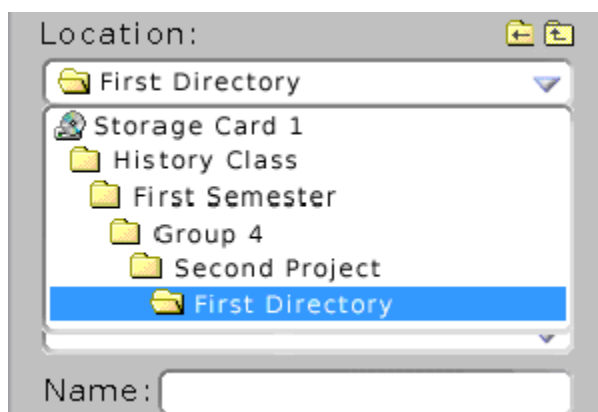 Location:
First Directory
Storage Card 1
History Class
First Semester
Group 4
Second Project
First Directory
Name: